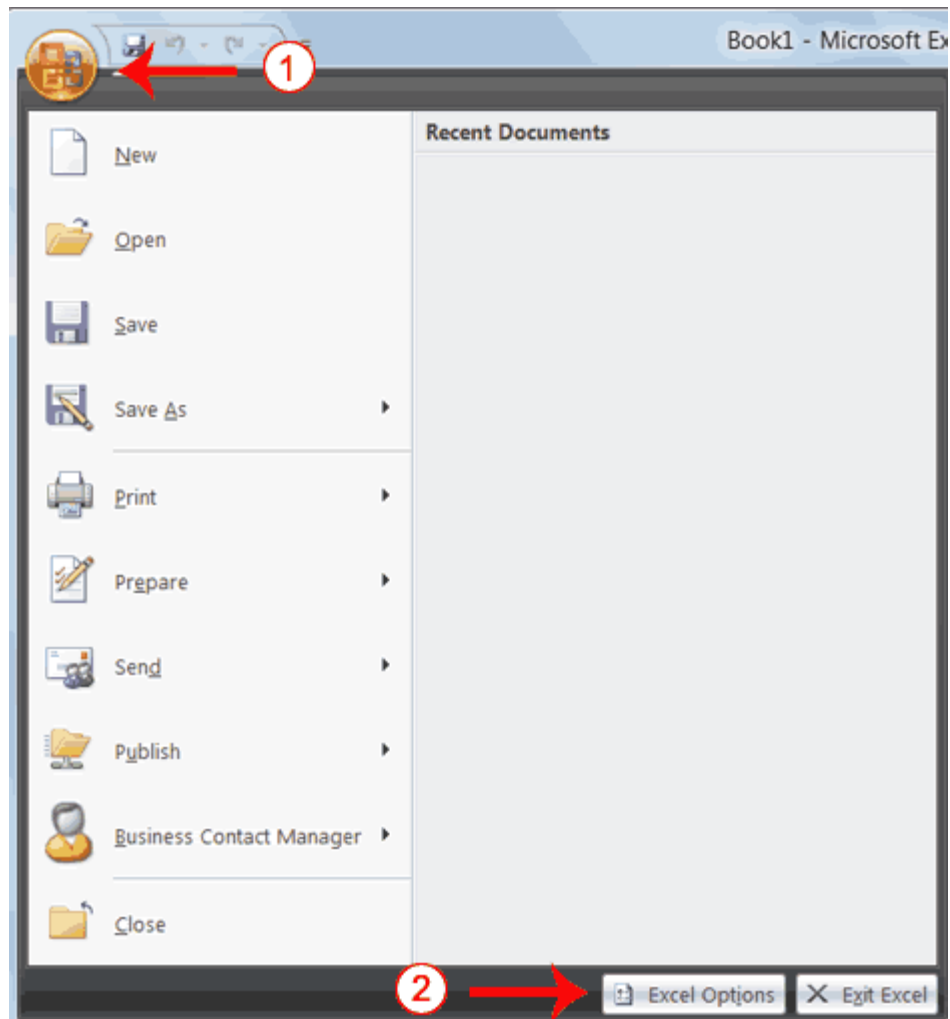 Book1 - Microsoft Ex
1
Recent Documents
New
Open
Save
Save As
Print
Prepare
Send
Publish
Business Contact Manager
Close
2
Excel Options
Exit Excel